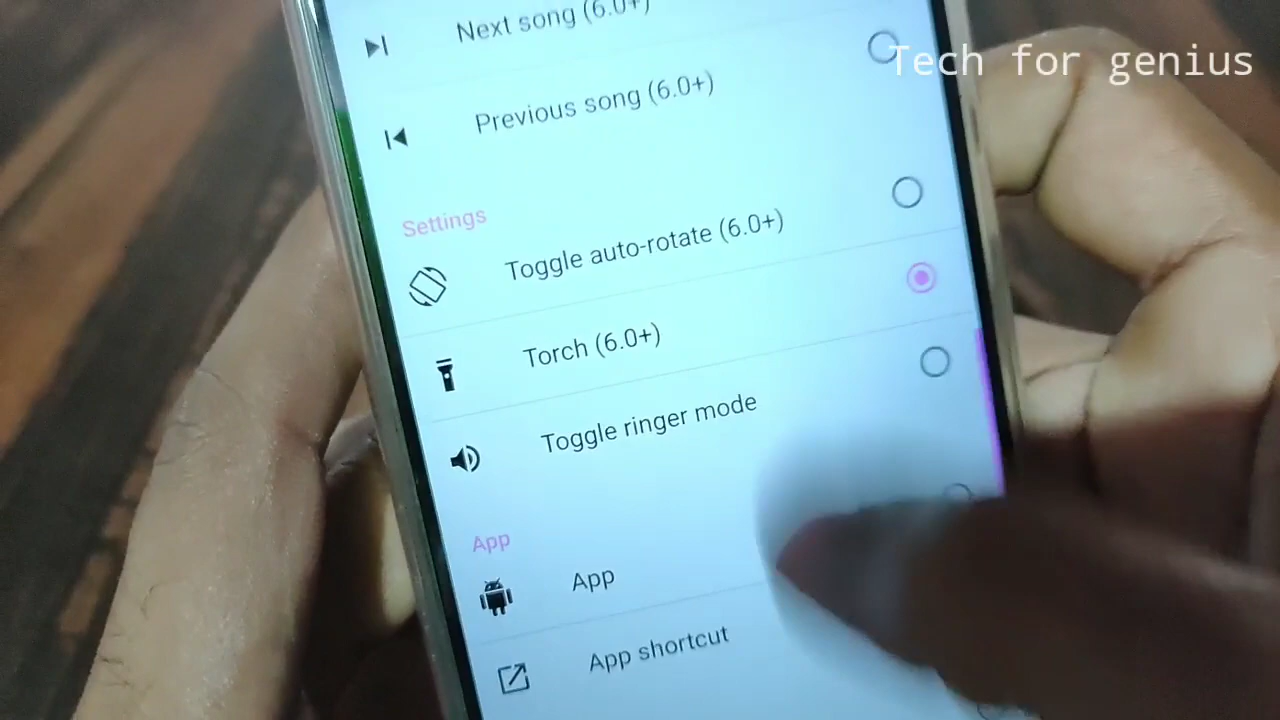 Next song (6.0+)
Tech for genius
Previous song (6.0+)
Settings
Toggle auto-rotate (6.0+)
Torch (6.0+)
Toggle ringer mode
App
App
App shortcut